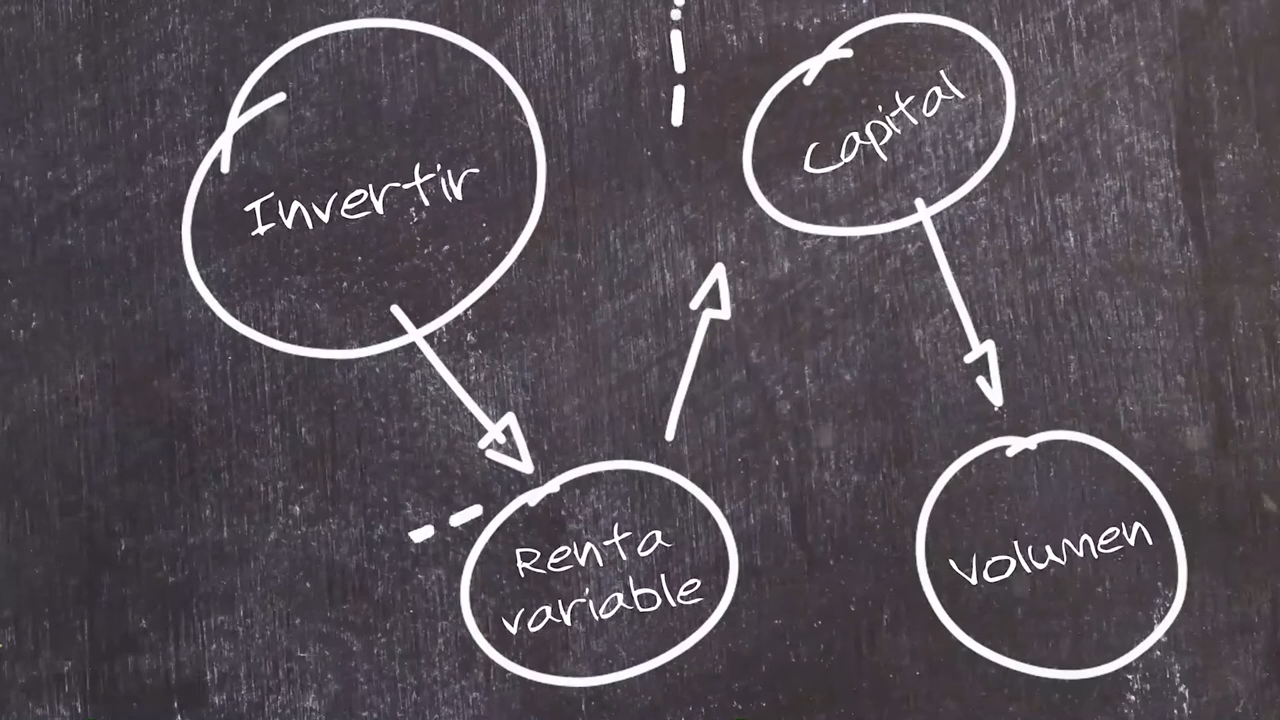 Invertir
Capital
Renta
variable
Volumen